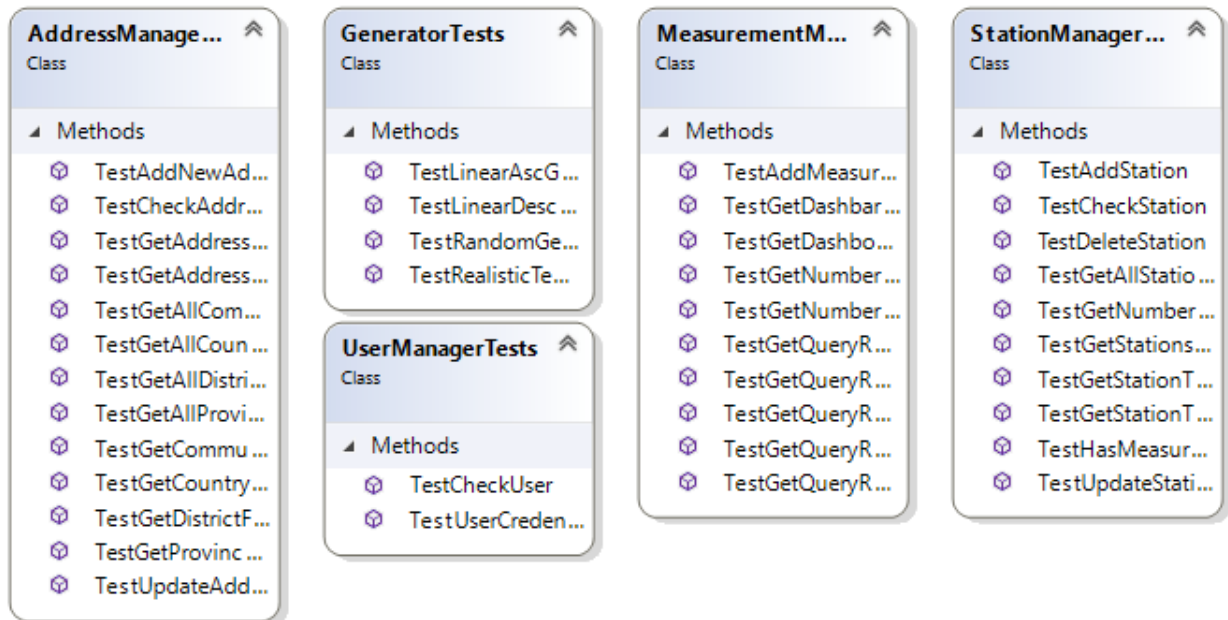 AddressManage...
Class
Methods
TestAddNewAd...
TestCheckAddr...
TestGetAddress...
TestGetAddress...
TestGetAllCom...
TestGetAllCoun...
TestGetAllDistri...
TestGetAllProvi...
TestGetCommu...
TestGetCountry...
TestGetDistrictF...
TestGetProvinc...
TestUpdateAdd...
GeneratorTests
Class
Methods
TestLinearAscG...
TestLinearDesc...
TestRandomGe...
TestRealisticTe...
UserManagerTests
Class
Methods
TestCheckUser
TestUserCreden...
MeasurementM...
Class
Methods
TestAddMeasur...
TestGetDashbar...
TestGetDashbo...
TestGetNumber...
TestGetNumber...
TestGetQueryR...
TestGetQueryR...
TestGetQueryR...
TestGetQueryR...
TestGetQueryR...
StationManager...
Class
Methods
TestAddStation
TestCheckStation
TestDeleteStation
TestGetAllStatio...
TestGetNumber...
TestGetStations...
TestGetStationT...
TestGetStationT...
TestHasMeasur...
TestUpdateStati...